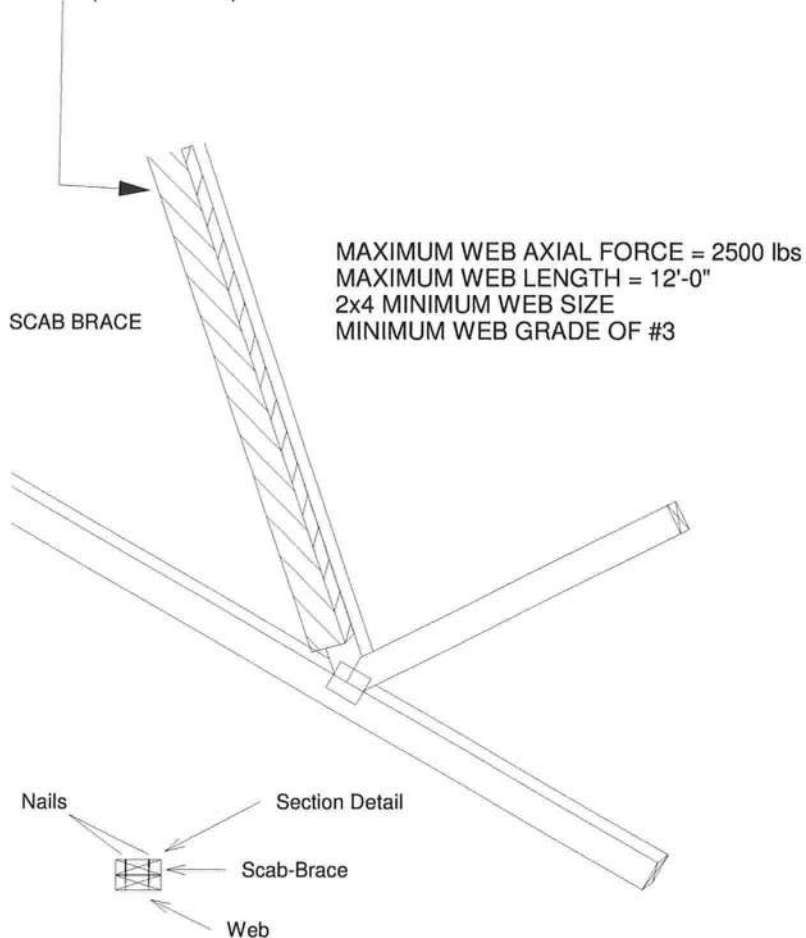 MAXIMUM WEB AXIAL FORCE = 2500 lbs
MAXIMUM WEB LENGTH = 12'-0"
2x4 MINIMUM WEB SIZE
MINIMUM WEB GRADE OF #3
SCAB BRACE
Nails
Section Detail
Scab-Brace
Web